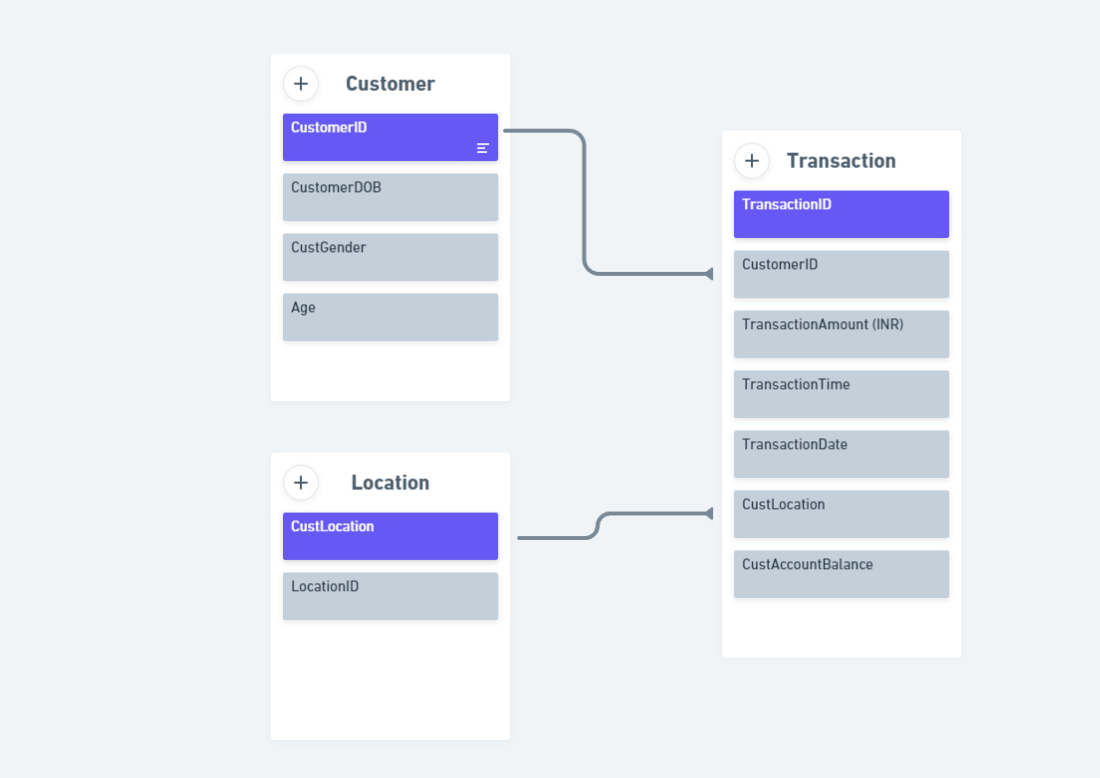 Customer
CustomerID
CustomerDOB
CustGender
Age
Location
CustLocation
LocationID
Transaction
TransactionID
CustomerID
TransactionAmount (INR)
TransactionTime
TransactionDate
CustLocation
CustAccountBalance